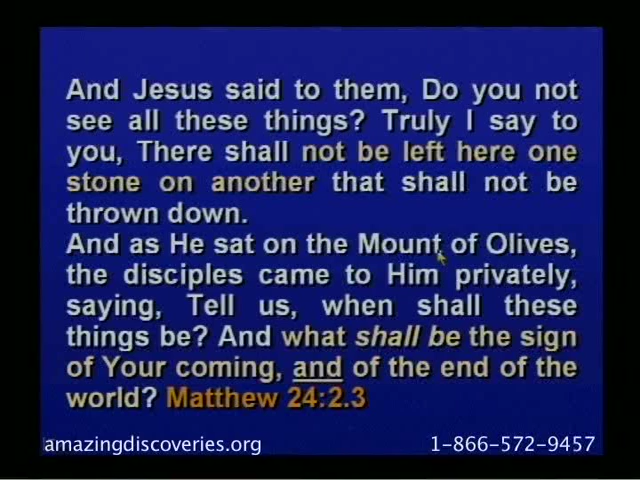 And Jesus said to them, Do you not
see all these things? Truly I say to
you, There shall not be left here one
stone on another that shall not be
thrown down.
And as He sat on the Mount of Olives,
the disciples came to Him privately,
saying, Tell us, when shall these
things be? And what shall be the sign
of Your coming, and of the end of the
world? Matthew 24:2.3
amazingdiscoveries.org 1-866-572-9457